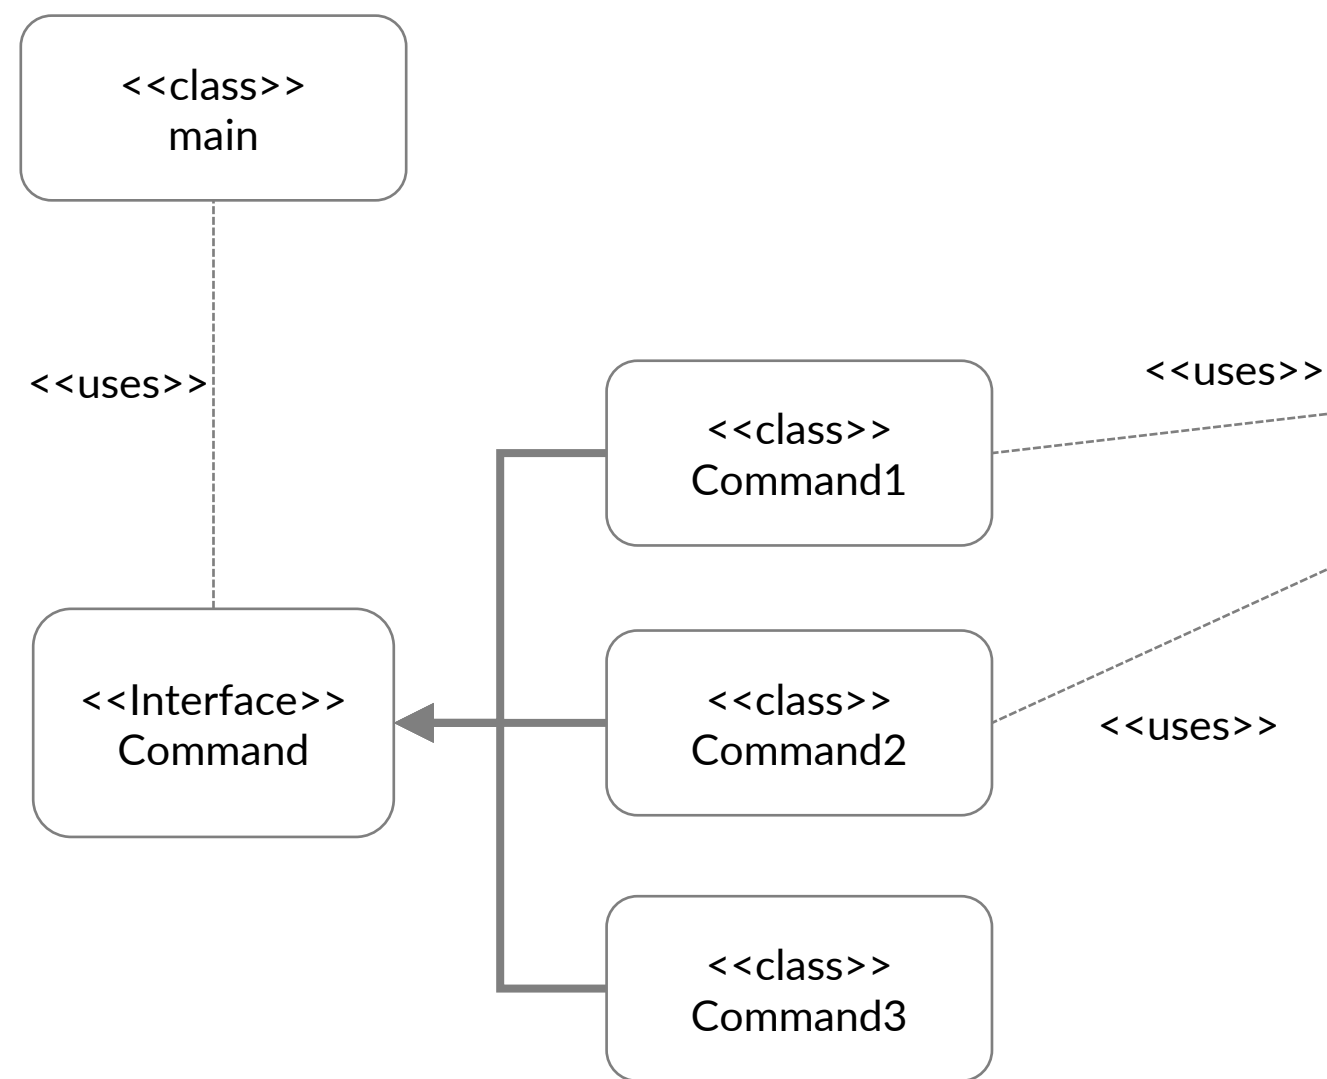 <<class>>
main
<<uses>>
<<uses>>
<<class>>
Command1
<<Interface>>
Command
<<class>>
Command2
<<uses>>
<<class>>
Command3